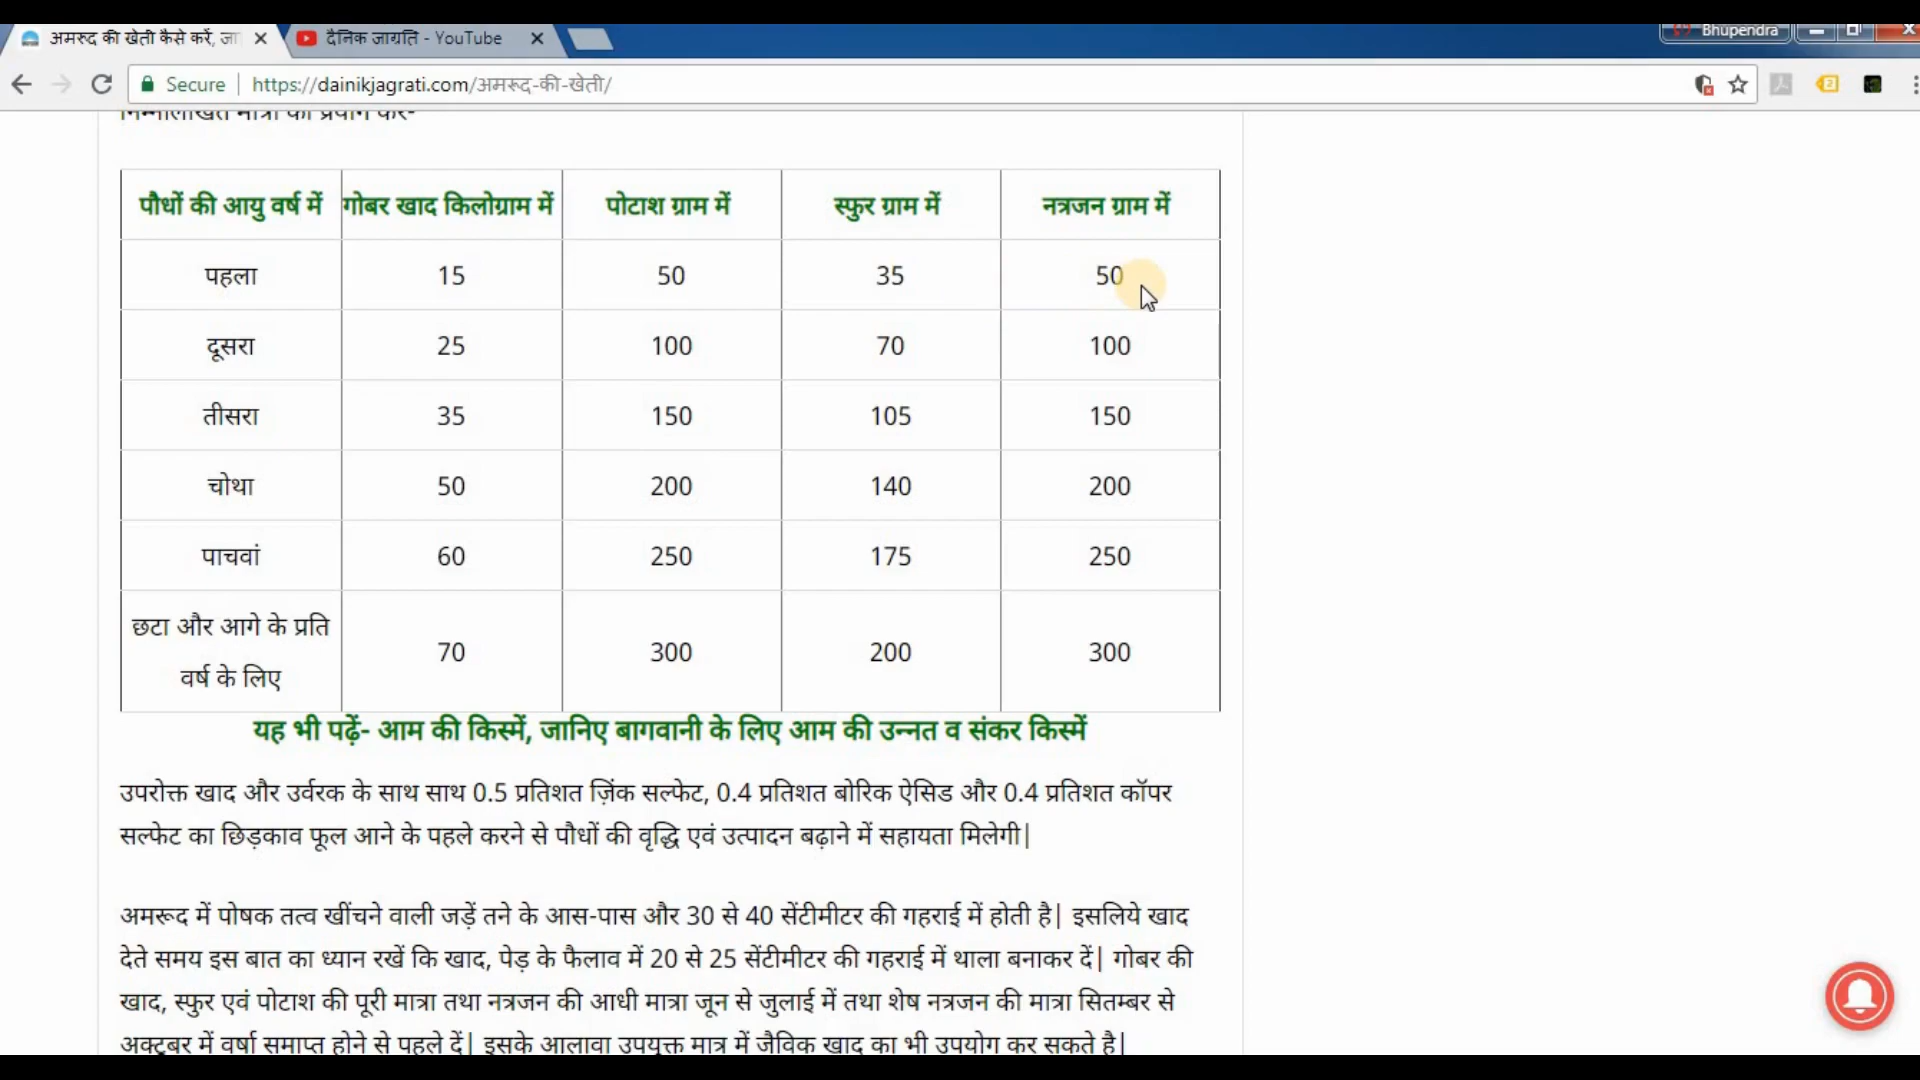 अमरूद की खेती कैसे करें, जा
दैनिक जाग्रति - YouTube
Bhupendra
Secure
https://dainikjagrati.com/अमरूद-की-खेती/
निम्नलिखित मात्रा का प्रयोग करें-
पौधों की आयु वर्ष में गोबर खाद किलोग्राम में पोटाश ग्राम में स्फुर ग्राम में नत्रजन ग्राम में
पहला 15 50 35 50
दूसरा 25 100 70 100
तीसरा 35 150 105 150
चोथा 50 200 140 200
पाचवां 60 250 175 250
छटा और आगे के प्रति
वर्ष के लिए 70 300 200 300
यह भी पढ़ें- आम की किस्में, जानिए बागवानी के लिए आम की उन्नत व संकर किस्में
उपरोक्त खाद और उर्वरक के साथ साथ 0.5 प्रतिशत ज़िंक सल्फेट, 0.4 प्रतिशत बोरिक ऐसिड और 0.4 प्रतिशत कॉपर
सल्फेट का छिड़काव फूल आने के पहले करने से पौधों की वृद्धि एवं उत्पादन बढ़ाने में सहायता मिलेगी|
अमरूद में पोषक तत्व खींचने वाली जड़ें तने के आस-पास और 30 से 40 सेंटीमीटर की गहराई में होती है| इसलिये खाद
देते समय इस बात का ध्यान रखें कि खाद, पेड़ के फैलाव में 20 से 25 सेंटीमीटर की गहराई में थाला बनाकर दें| गोबर की
खाद, स्फुर एवं पोटाश की पूरी मात्रा तथा नत्रजन की आधी मात्रा जून से जुलाई में तथा शेष नत्रजन की मात्रा सितम्बर से
अक्टूबर में वर्षा समाप्त होने से पहले दें| इसके आलावा उपयुक्त मात्र में जैविक खाद का भी उपयोग कर सकते है|